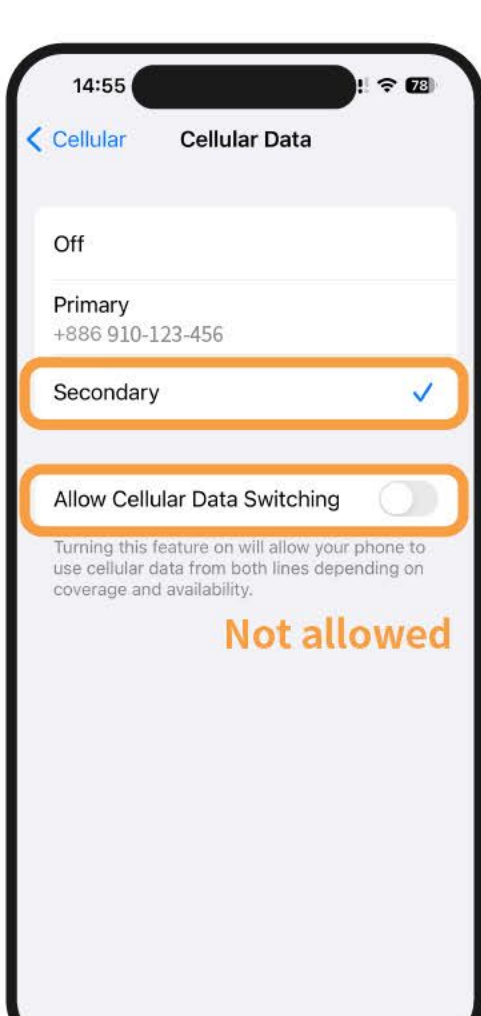 14:55
78
Cellular
Cellular Data
Off
Primary
+886 910-123-456
Secondary
Allow Cellular Data Switching
Turning this feature on will allow your phone to
use cellular data from both lines depending on
coverage and availability.
Not allowed